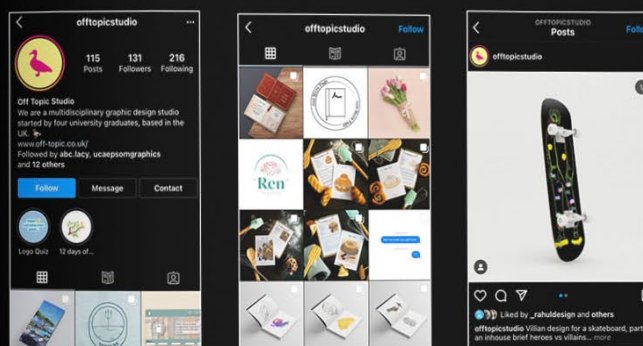 offtopicstudio
115 131 216
Posts Followers Following
Off Topic Studio
We are a multidisciplinary graphic design studio
started by four university graduates, based in the
UK.
www.off-topic.co.uk/
Followed by abc.lacy, ucaepsomgraphics
and 12 others
Follow Message Contact
Logo Quiz 12 days of...
offtopicstudio Follow
Ren
OFFTOPICSTUDIO
Posts Follow
offtopicstudio
Liked by _rahuldesign and others
offtopicstudio Villian design for a skateboard, part
an inhouse brief heroes vs villains... more